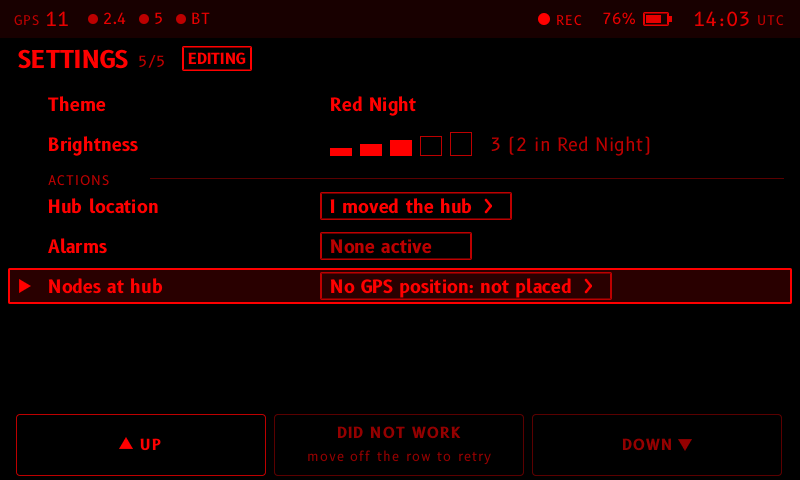 GPS 11 2.4 5 BT REC 76% 14:03 UTC
SETTINGS 5/5 EDITING
Theme Red Night
Brightness 3 (2 in Red Night)
ACTIONS
Hub location I moved the hub >
Alarms None active
Nodes at hub No GPS position: not placed >
▲ UP
DID NOT WORK
move off the row to retry
DOWN ▼